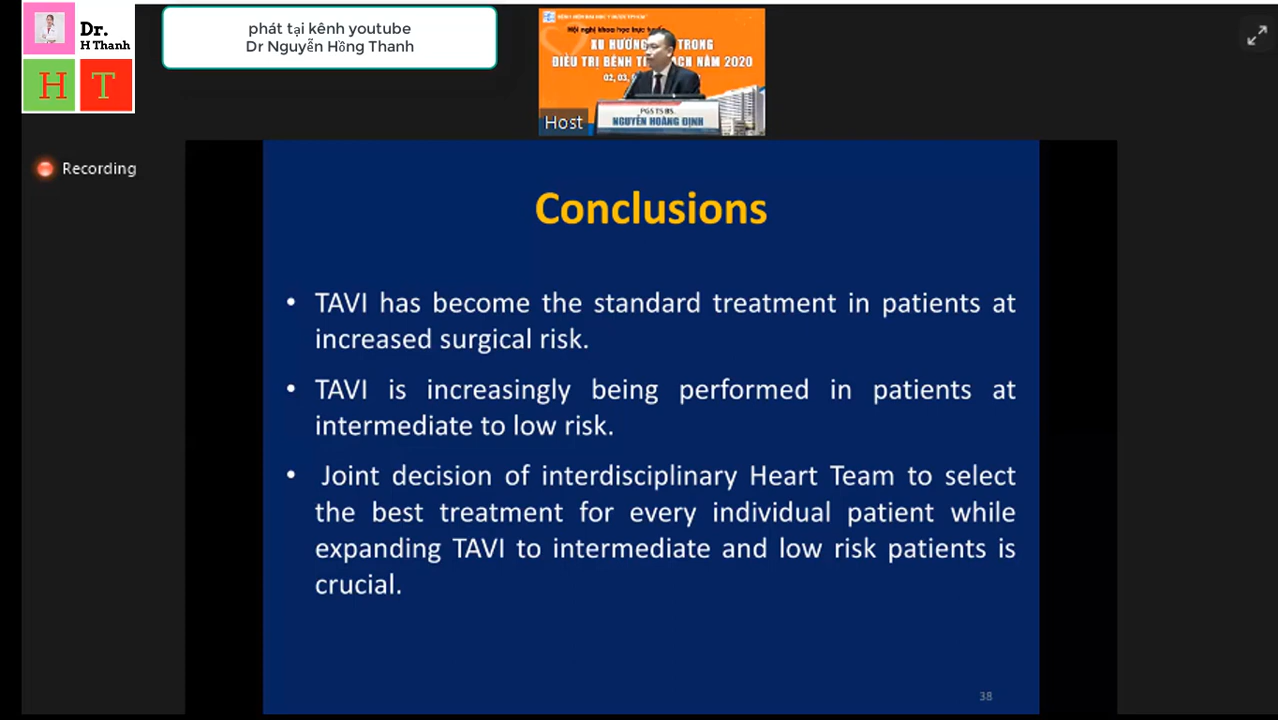 Dr.
H Thanh
H T
phát tại kênh youtube
Dr Nguyễn Hồng Thanh
Hội nghị khoa học trực tuyến
XU HƯỚNG TRONG
ĐIỀU TRỊ BỆNH TI ẠCH NĂM 2020
02, 03,
PGS TS BS.
NGUYỄN HOÀNG ĐỊNH
Host
Recording
Conclusions
• TAVI has become the standard treatment in patients at
increased surgical risk.
• TAVI is increasingly being performed in patients at
intermediate to low risk.
• Joint decision of interdisciplinary Heart Team to select
the best treatment for every individual patient while
expanding TAVI to intermediate and low risk patients is
crucial.
38